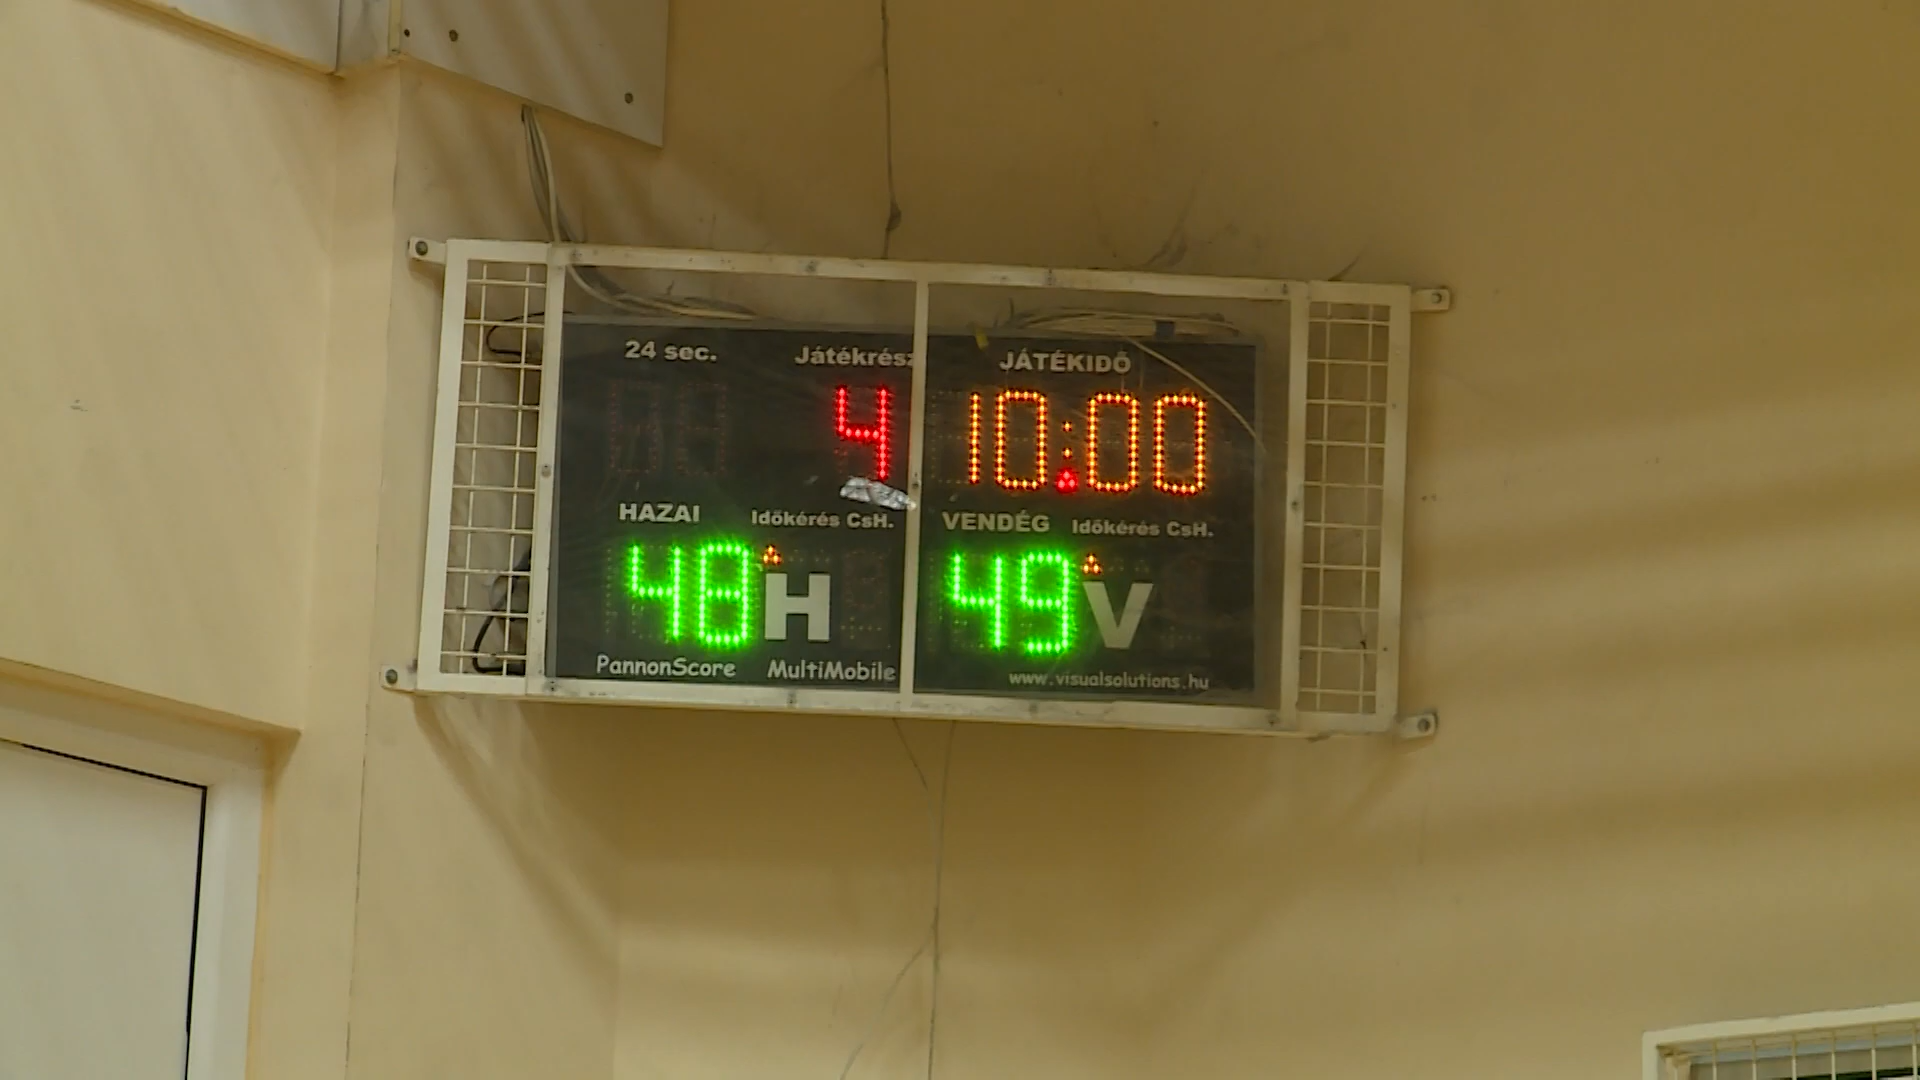 24 sec. Játékrész JÁTÉKIDŐ
4 10:00
HAZAI Időkérés CsH. VENDÉG Időkérés CsH.
48 H 49 V
PannonScore MultiMobile www.visualsolutions.hu